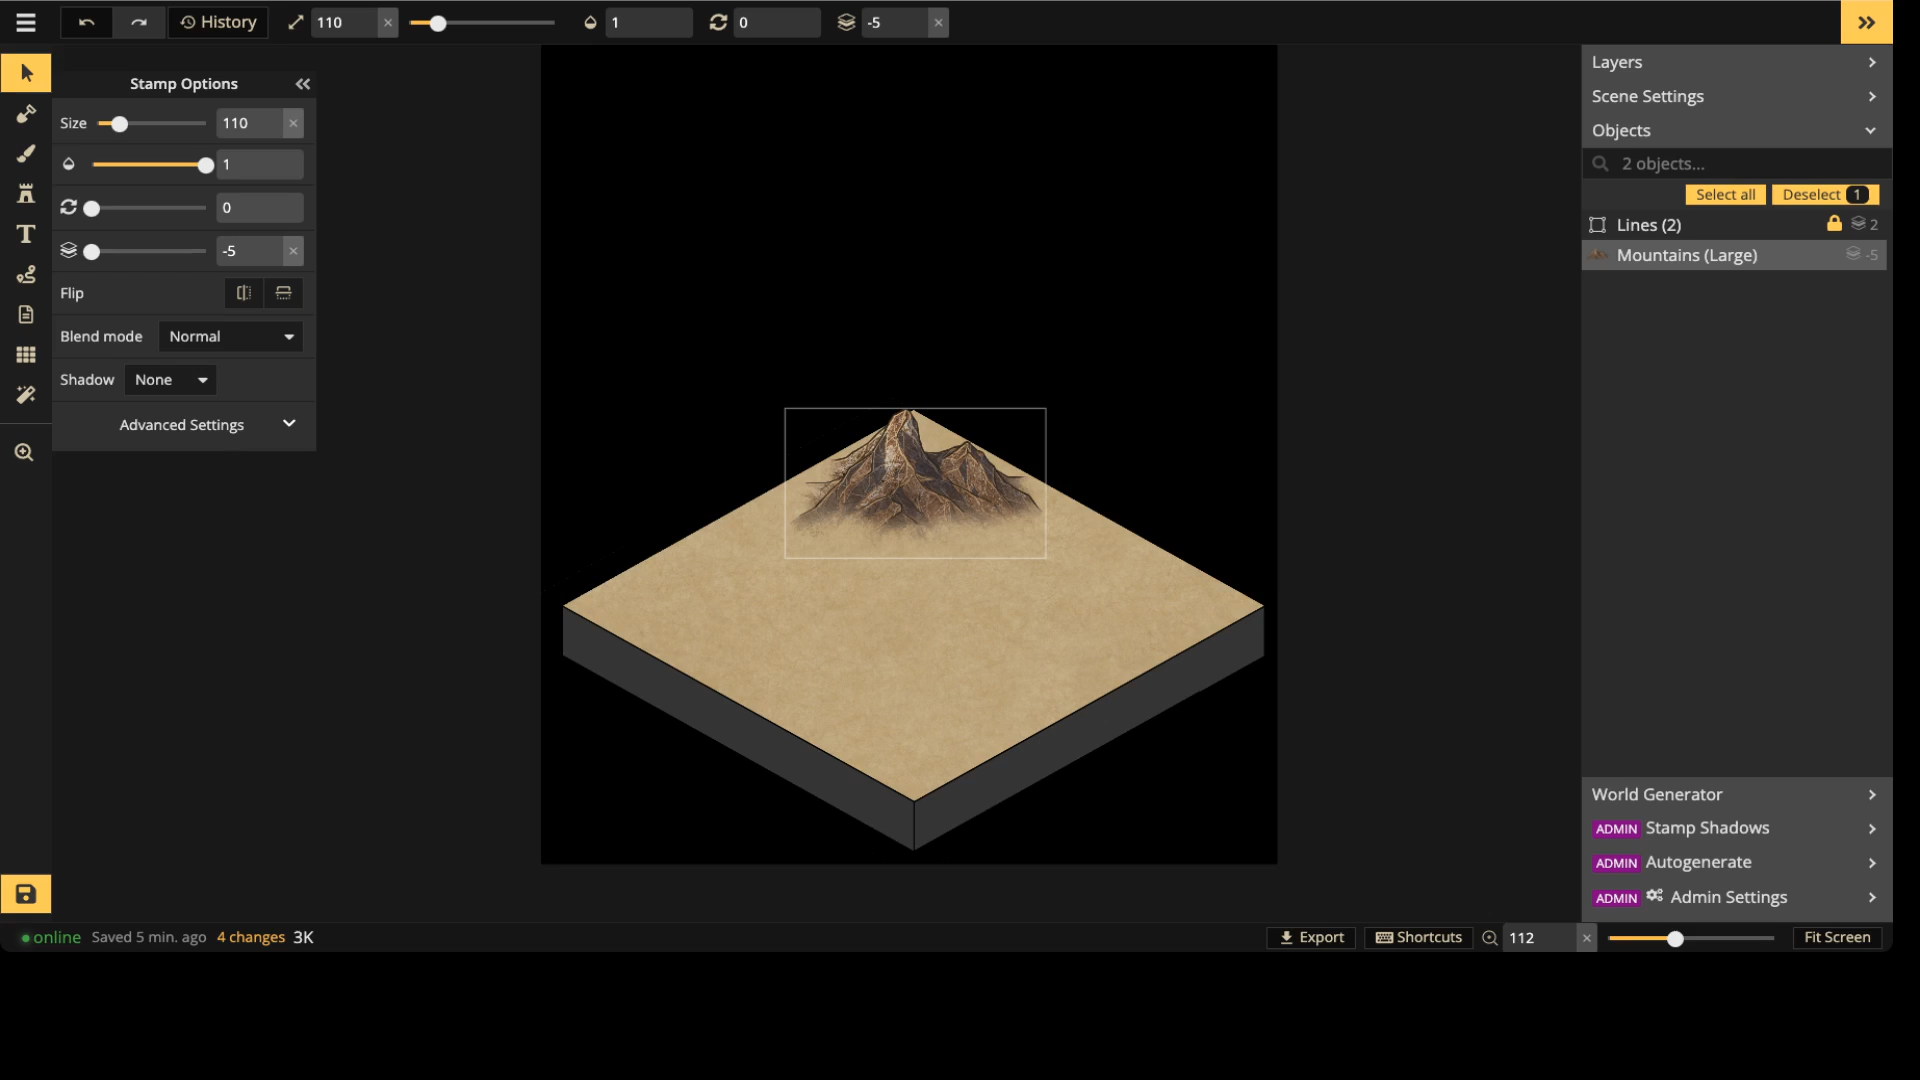 History
110
1
0
-5
Stamp Options
Size
110
1
0
-5
Flip
Blend mode
Normal
Shadow
None
Advanced Settings
Layers
Scene Settings
Objects
2 objects...
Select all
Deselect 1
Lines (2)
2
Mountains (Large)
-5
World Generator
ADMIN Stamp Shadows
ADMIN Autogenerate
ADMIN Admin Settings
online Saved 5 min. ago 4 changes 3K
Export
Shortcuts
112
Fit Screen